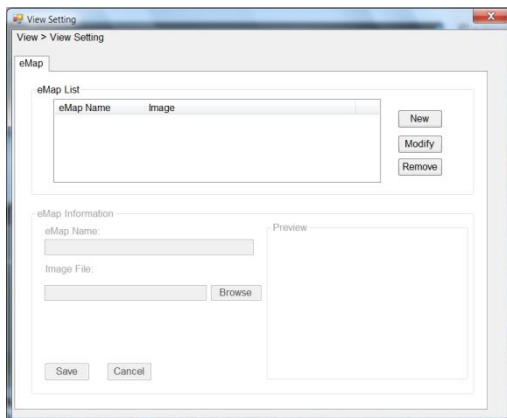 View Setting
View > View Setting
eMap
eMap List
eMap Name Image
New
Modify
Remove
eMap Information
eMap Name:
Preview
Image File:
Browse
Save Cancel